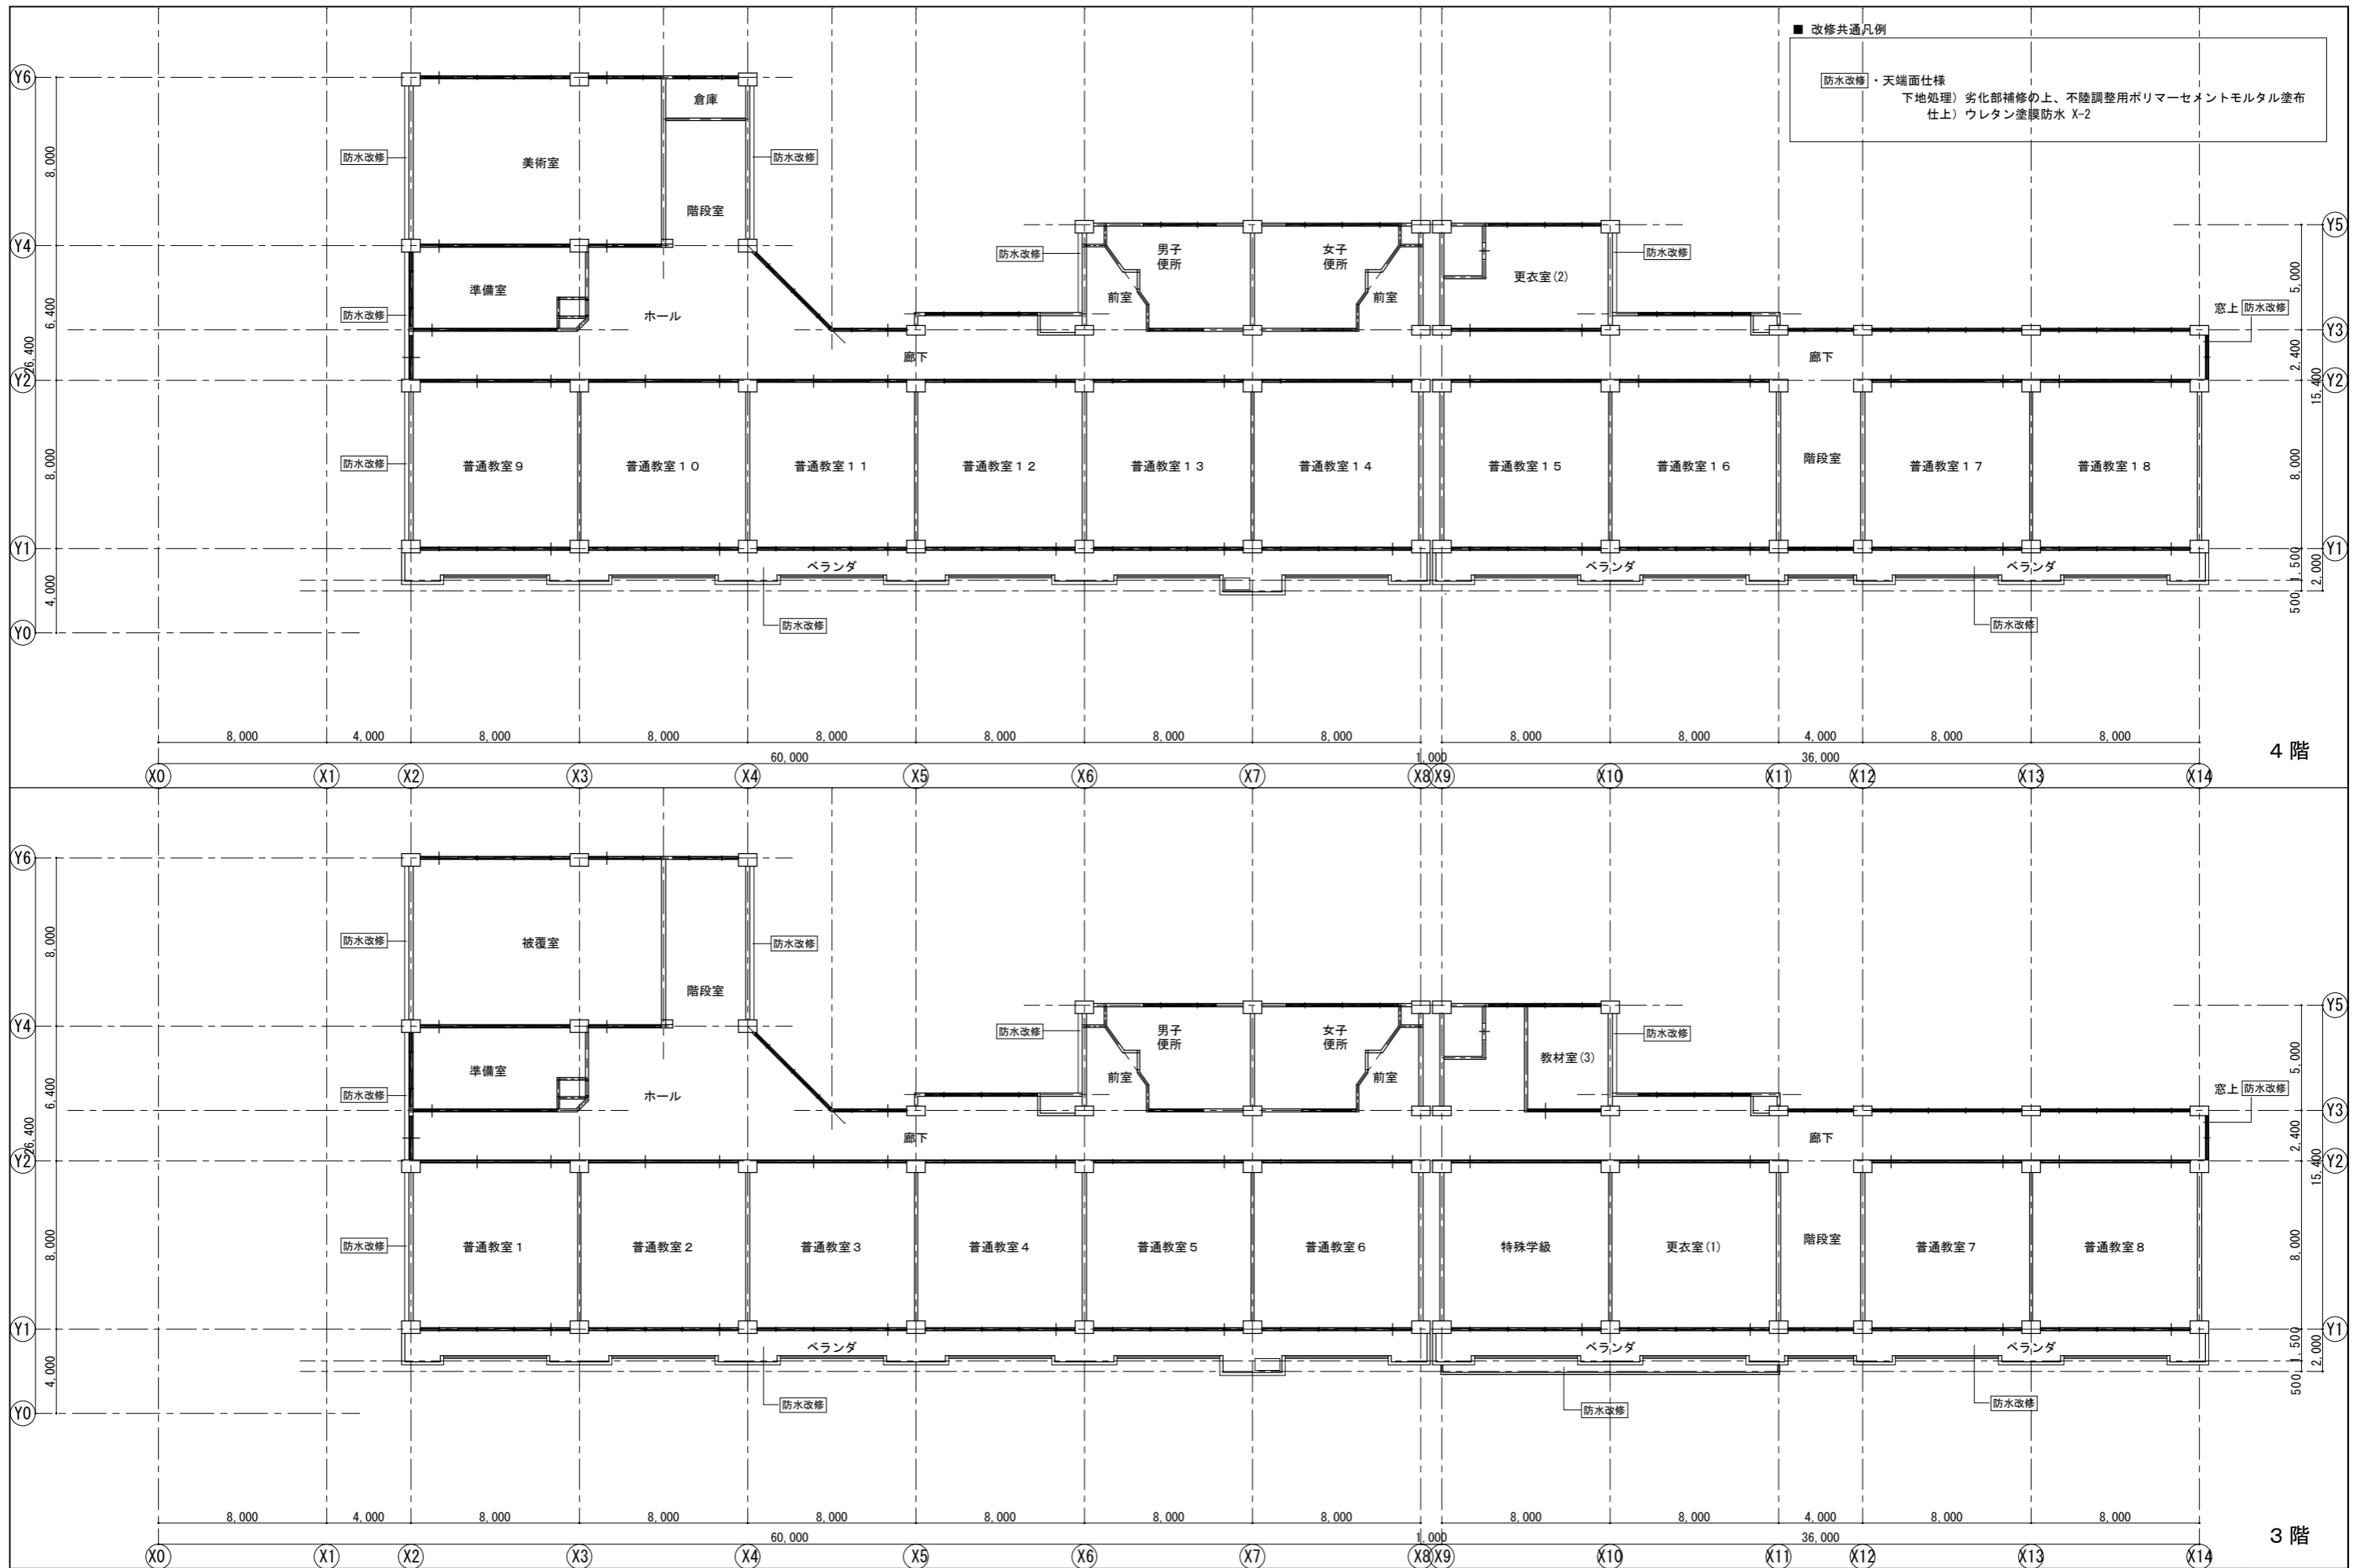 ■ 改修共通凡例
防水改修 ・天端面仕様
下地処理) 劣化部補修の上、不陸調整用ポリマーセメントモルタル塗布
仕上) ウレタン塗膜防水 X-2
Y6
倉庫
8,000
防水改修
美術室
防水改修
階段室
Y4
Y5
防水改修
男子
便所
女子
便所
防水改修
更衣室(2)
5,000
準備室
前室
前室
6,400
防水改修
ホール
窓上 防水改修
Y3
26,400
廊下
廊下
2,400
Y2
Y2
15,400
8,000
防水改修
普通教室9
普通教室10
普通教室11
普通教室12
普通教室13
普通教室14
普通教室15
普通教室16
階段室
普通教室17
普通教室18
8,000
Y1
Y1
ベランダ
ベランダ
ベランダ
1,500
2,000
500
4,000
防水改修
防水改修
Y0
8,000
4,000
8,000
8,000
8,000
8,000
8,000
8,000
8,000
8,000
4,000
8,000
8,000
60,000
1,000
36,000
4階
X0
X1
X2
X3
X4
X5
X6
X7
X8
X9
X10
X11
X12
X13
X14
Y6
8,000
防水改修
被覆室
防水改修
階段室
Y4
Y5
防水改修
男子
便所
女子
便所
防水改修
教材室(3)
5,000
準備室
前室
前室
6,400
防水改修
ホール
窓上 防水改修
Y3
26,400
廊下
廊下
2,400
Y2
Y2
15,400
8,000
防水改修
普通教室1
普通教室2
普通教室3
普通教室4
普通教室5
普通教室6
特殊学級
更衣室(1)
階段室
普通教室7
普通教室8
8,000
Y1
Y1
ベランダ
ベランダ
ベランダ
1,500
2,000
500
4,000
防水改修
防水改修
防水改修
Y0
8,000
4,000
8,000
8,000
8,000
8,000
8,000
8,000
8,000
8,000
4,000
8,000
8,000
60,000
1,000
36,000
3階
X0
X1
X2
X3
X4
X5
X6
X7
X8
X9
X10
X11
X12
X13
X14